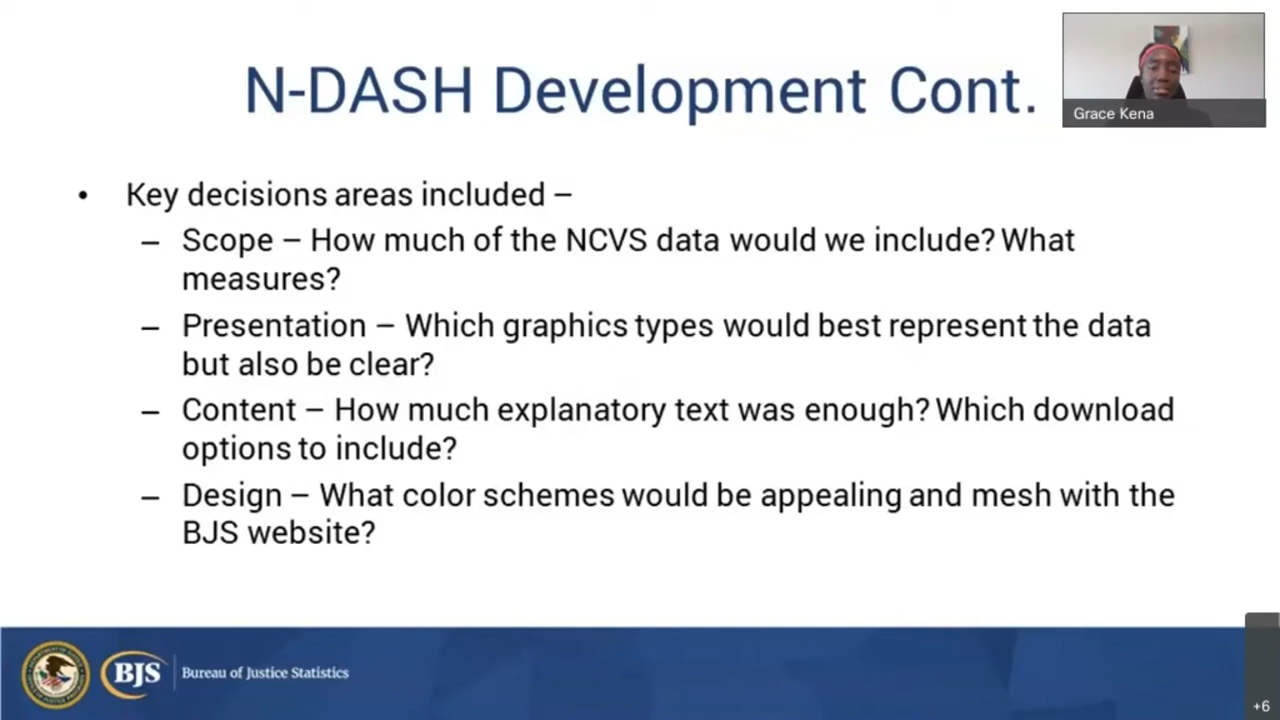 N-DASH Development Cont.
Grace Kena
• Key decisions areas included –
– Scope – How much of the NCVS data would we include? What
measures?
– Presentation – Which graphics types would best represent the data
but also be clear?
– Content – How much explanatory text was enough? Which download
options to include?
– Design – What color schemes would be appealing and mesh with the
BJS website?
BJS
Bureau of Justice Statistics
+6